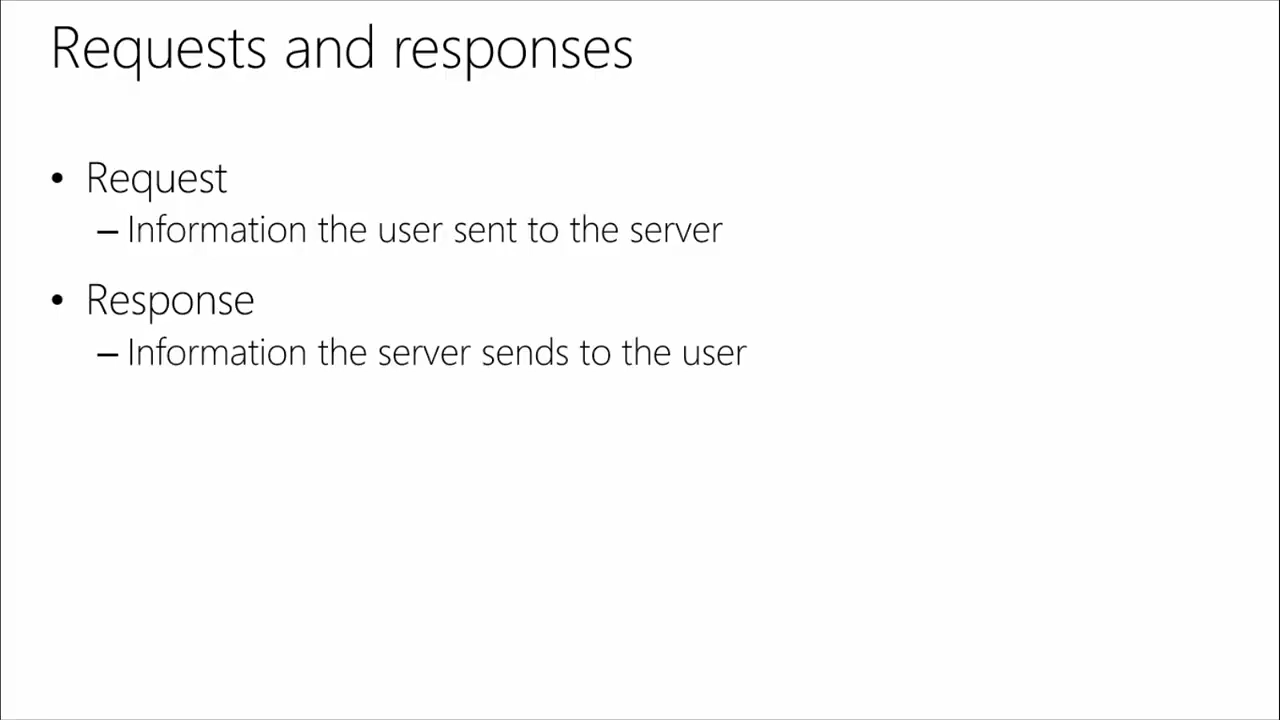 Requests and responses
• Request
– Information the user sent to the server
• Response
– Information the server sends to the user